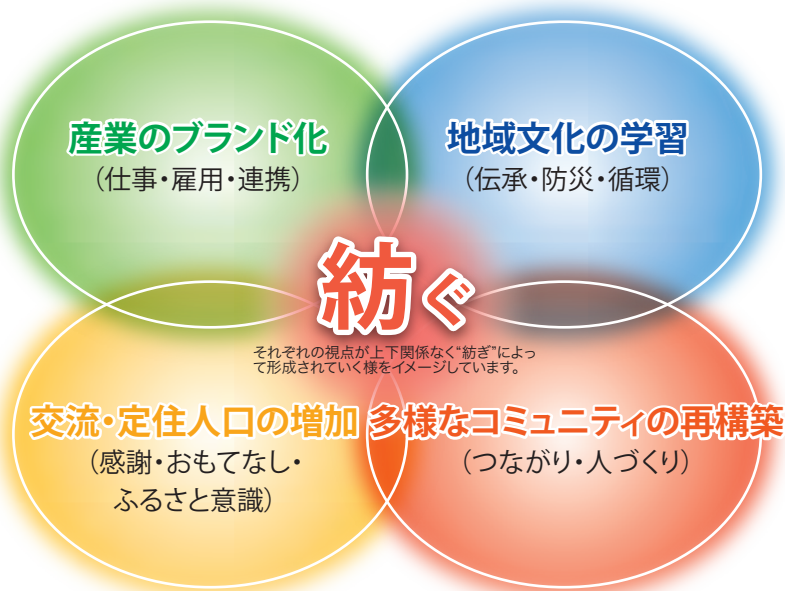 産業のブランド化
（仕事・雇用・連携）
地域文化の学習
（伝承・防災・循環）
紡ぐ
それぞれの視点が上下関係なく“紡ぎ”によっ
て形成されていく様をイメージしています。
交流・定住人口の増加
（感謝・おもてなし・
ふるさと意識）
多様なコミュニティの再構築
（つながり・人づくり）